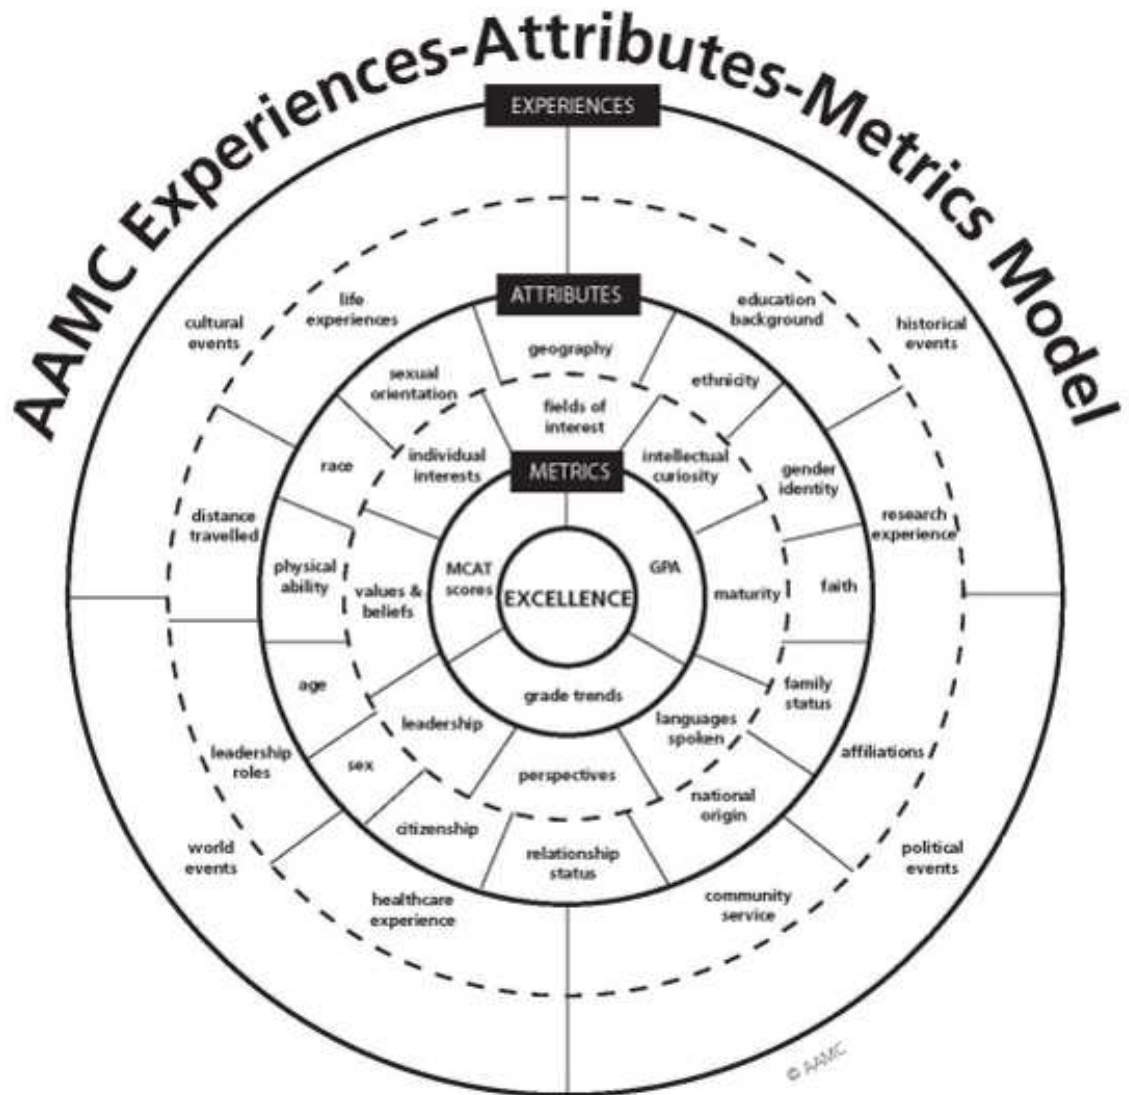 AAMC Experiences-Attributes-Metrics Model
EXPERIENCES
cultural
events
historical
events
political
events
world
events
life
experiences
education
background
research
experience
affiliations
community
service
healthcare
experience
leadership
roles
distance
travelled
ATTRIBUTES
geography
ethnicity
gender
identity
faith
family
status
national
origin
relationship
status
citizenship
sex
age
physical
ability
race
sexual
orientation
fields of
interest
intellectual
curiosity
maturity
languages
spoken
perspectives
leadership
values &
beliefs
individual
interests
METRICS
GPA
grade trends
MCAT
scores
EXCELLENCE
© AAMC